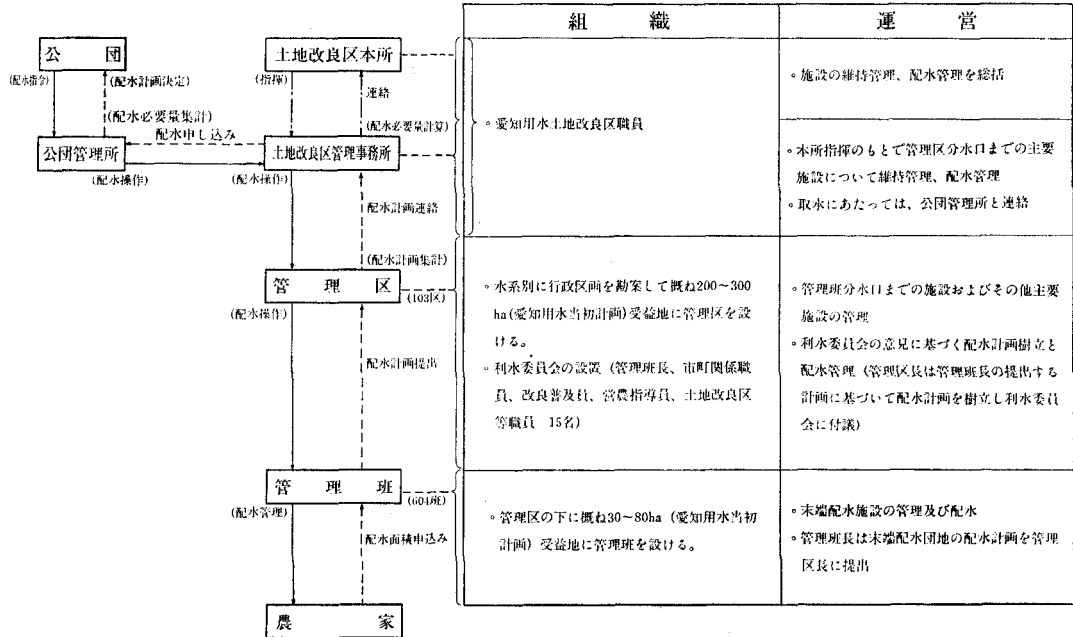 組織
運営
公団
土地改良区本所
(配水指令)
(配水計画決定)
(指揮)
連絡
(配水必要量集計)
(配水必要量計算)
配水申し込み
公団管理所
土地改良区管理事務所
(配水操作)
(配水操作)
配水計画連絡
(配水計画集計)
管理区
(103区)
(配水操作)
配水計画提出
管理班
(604班)
(配水管理)
配水面積申込み
農家
。愛知用水土地改良区職員
。施設の維持管理、配水管理を総括
。本所指揮のもとで管理区分水口までの主要
施設について維持管理、配水管理
。取水にあたっては、公団管理所と連絡
。水系別に行政区画を勘案して概ね200〜300
ha(愛知用水当初計画)受益地に管理区を設
ける。
。利水委員会の設置(管理班長、市町関係職
員、改良普及員、営農指導員、土地改良区
等職員 15名)
。管理班分水口までの施設およびその他主要
施設の管理
。利水委員会の意見に基づく配水計画樹立と
配水管理(管理区長は管理班長の提出する
計画に基づいて配水計画を樹立し利水委員
会に付議)
。管理区の下に概ね30〜80ha(愛知用水当初
計画)受益地に管理班を設ける。
。末端配水施設の管理及び配水
。管理班長は末端配水団地の配水計画を管理
区長に提出